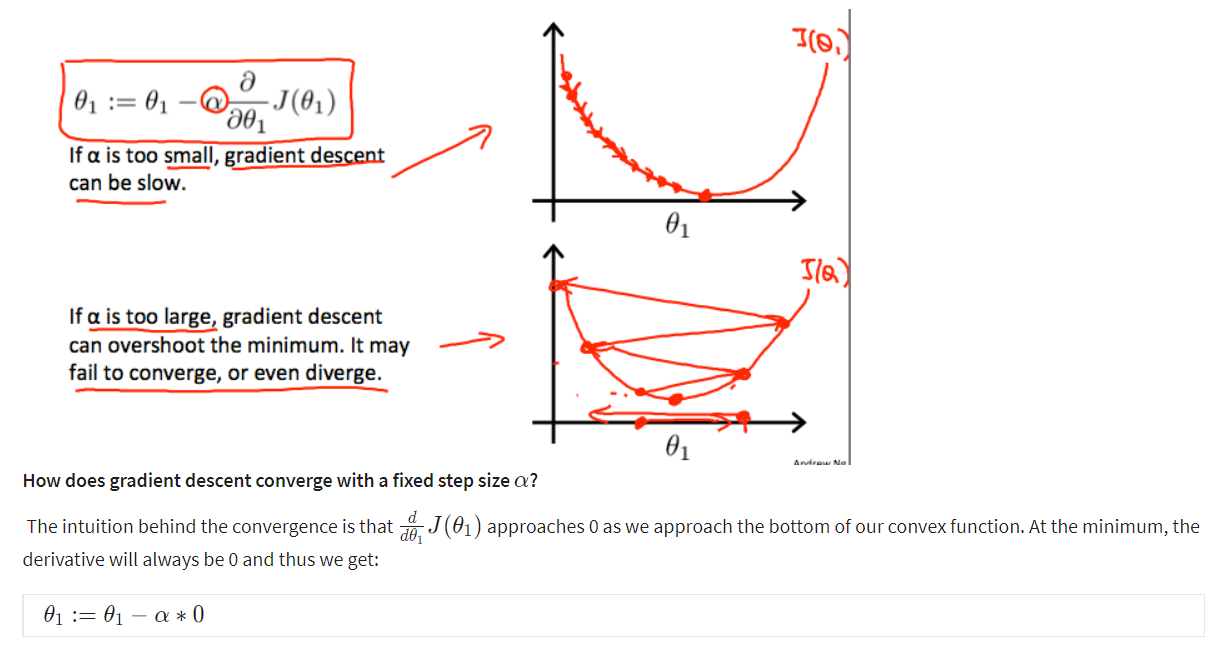 θ₁ := θ₁ − α ∂/∂θ₁ J(θ₁)
If α is too small, gradient descent
can be slow.
J(θ₁)
θ₁
If α is too large, gradient descent
can overshoot the minimum. It may
fail to converge, or even diverge.
J(θ)
θ₁
Andrew Ng
How does gradient descent converge with a fixed step size α?
The intuition behind the convergence is that d/dθ₁ J(θ₁) approaches 0 as we approach the bottom of our convex function. At the minimum, the
derivative will always be 0 and thus we get:
θ₁ := θ₁ − α * 0